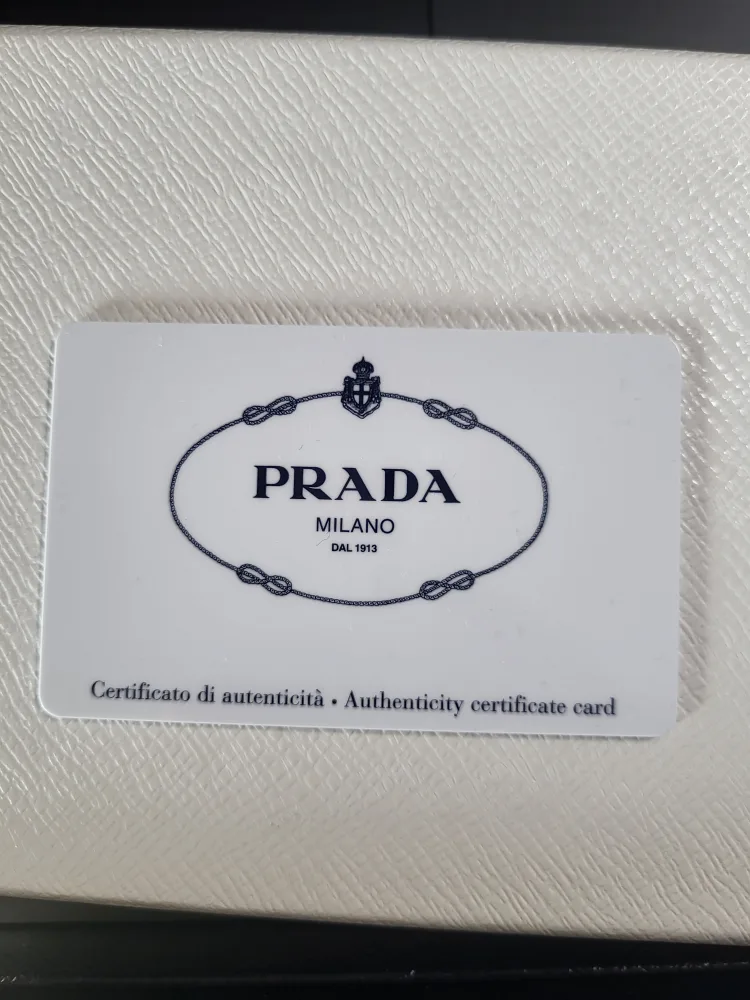 PRADA
MILANO
DAL 1913
Certificato di autenticità • Authenticity certificate card